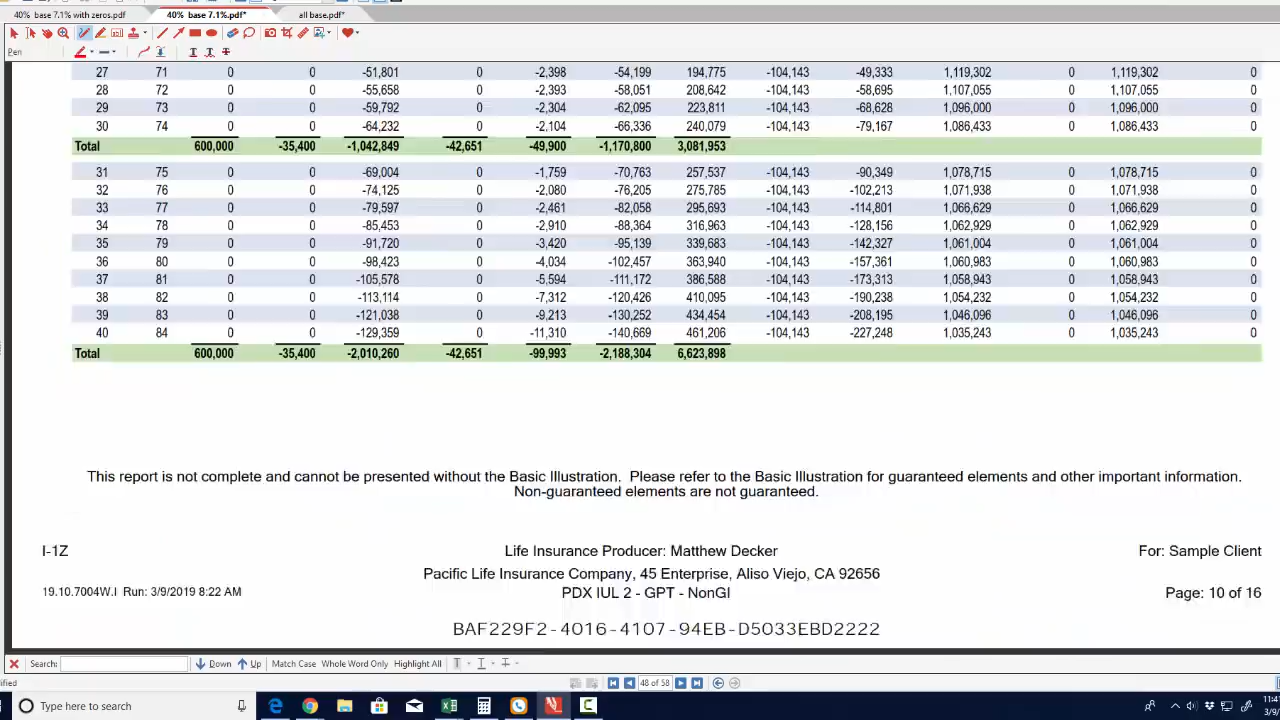 40% base 7.1% with zeros.pdf 40% base 7.1%.pdf* all base.pdf*
Pen
27 71 0 0 -51,801 0 -2,398 -54,199 194,775 -104,143 -49,333 1,119,302 0 1,119,302 0
28 72 0 0 -55,658 0 -2,393 -58,051 208,642 -104,143 -58,695 1,107,055 0 1,107,055 0
29 73 0 0 -59,792 0 -2,304 -62,095 223,811 -104,143 -68,628 1,096,000 0 1,096,000 0
30 74 0 0 -64,232 0 -2,104 -66,336 240,079 -104,143 -79,167 1,086,433 0 1,086,433 0
Total 600,000 -35,400 -1,042,849 -42,651 -49,900 -1,170,800 3,081,953
31 75 0 0 -69,004 0 -1,759 -70,763 257,537 -104,143 -90,349 1,078,715 0 1,078,715 0
32 76 0 0 -74,125 0 -2,080 -76,205 275,785 -104,143 -102,213 1,071,938 0 1,071,938 0
33 77 0 0 -79,597 0 -2,461 -82,058 295,693 -104,143 -114,801 1,066,629 0 1,066,629 0
34 78 0 0 -85,453 0 -2,910 -88,364 316,963 -104,143 -128,156 1,062,929 0 1,062,929 0
35 79 0 0 -91,720 0 -3,420 -95,139 339,683 -104,143 -142,327 1,061,004 0 1,061,004 0
36 80 0 0 -98,423 0 -4,034 -102,457 363,940 -104,143 -157,361 1,060,983 0 1,060,983 0
37 81 0 0 -105,578 0 -5,594 -111,172 386,588 -104,143 -173,313 1,058,943 0 1,058,943 0
38 82 0 0 -113,114 0 -7,312 -120,426 410,095 -104,143 -190,238 1,054,232 0 1,054,232 0
39 83 0 0 -121,038 0 -9,213 -130,252 434,454 -104,143 -208,195 1,046,096 0 1,046,096 0
40 84 0 0 -129,359 0 -11,310 -140,669 461,206 -104,143 -227,248 1,035,243 0 1,035,243 0
Total 600,000 -35,400 -2,010,260 -42,651 -99,993 -2,188,304 6,623,898
This report is not complete and cannot be presented without the Basic Illustration. Please refer to the Basic Illustration for guaranteed elements and other important information.
Non-guaranteed elements are not guaranteed.
I-1Z Life Insurance Producer: Matthew Decker For: Sample Client
Pacific Life Insurance Company, 45 Enterprise, Aliso Viejo, CA 92656
19.10.7004W.I Run: 3/9/2019 8:22 AM PDX IUL 2 - GPT - NonGI Page: 10 of 16
BAF229F2-4016-4107-94EB-D5033EBD2222
Search: Down Up Match Case Whole Word Only Highlight All T T T
ified 48 of 58
Type here to search 11:4
3/9/